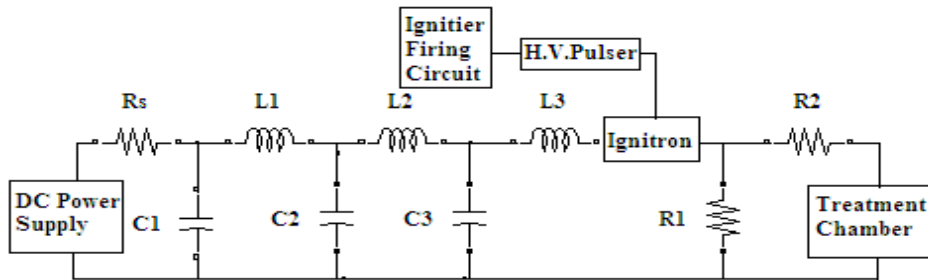 Ignitier
Firing
Circuit
H.V.Pulser
Rs
L1
L2
L3
Ignitron
R2
DC Power
Supply
C1
C2
C3
R1
Treatment
Chamber